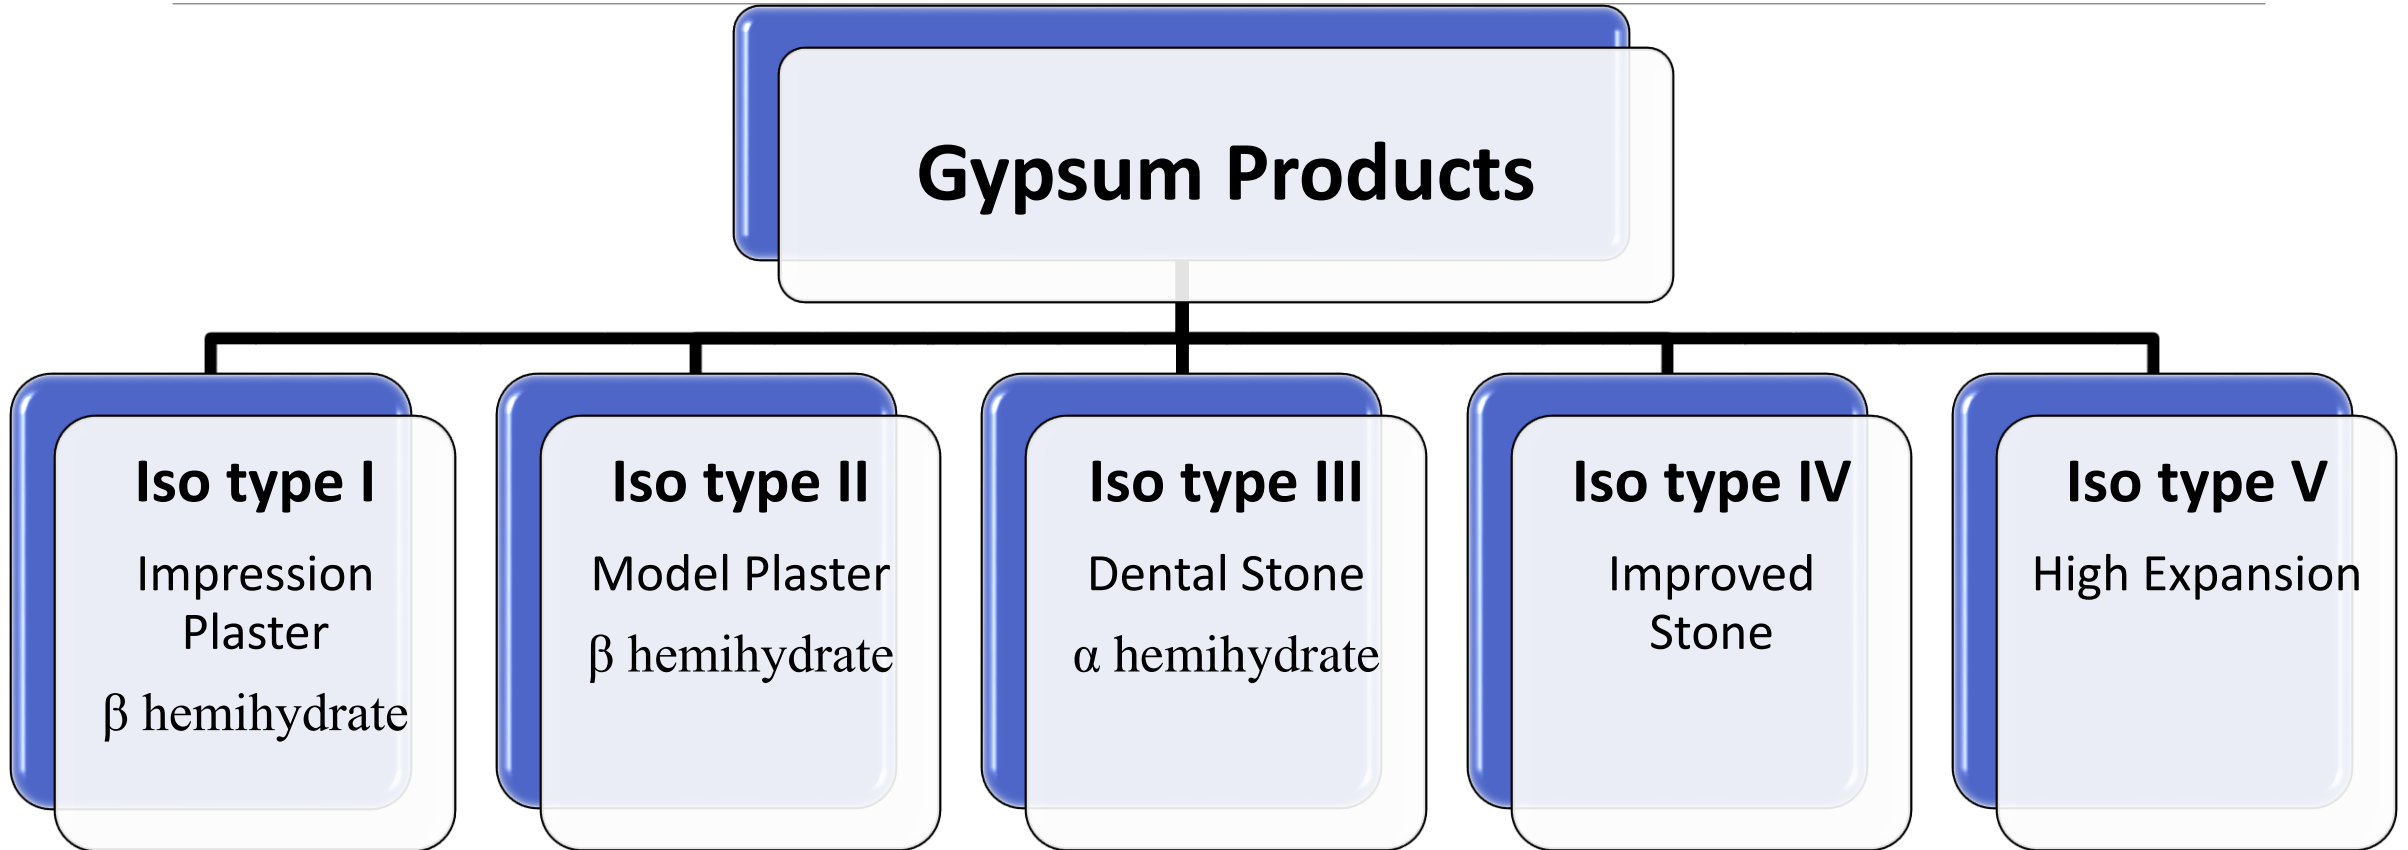 Gypsum Products
Iso type I
Impression
Plaster
β hemihydrate
Iso type II
Model Plaster
β hemihydrate
Iso type III
Dental Stone
α hemihydrate
Iso type IV
Improved
Stone
Iso type V
High Expansion